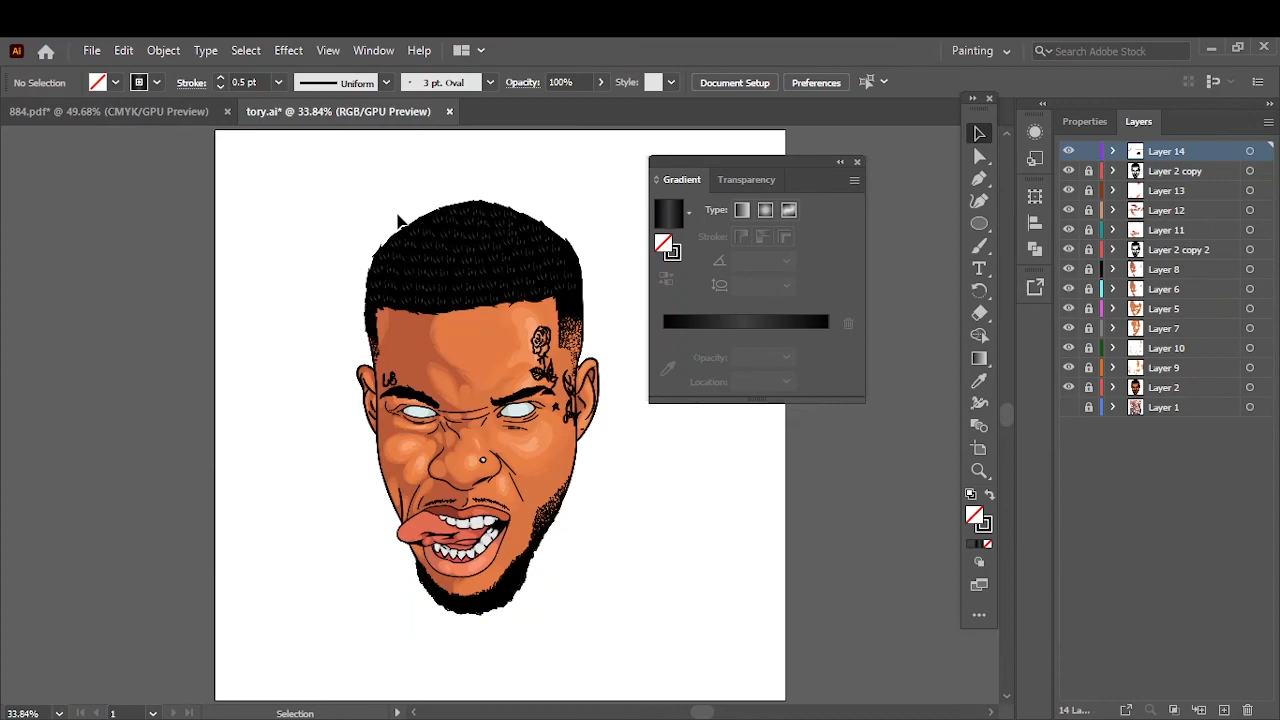 Ai File Edit Object Type Select Effect View Window Help Painting Search Adobe Stock
No Selection Stroke: 0.5 pt Uniform 3 pt. Oval Opacity: 100% Style: Document Setup Preferences
884.pdf* @ 49.68% (CMYK/GPU Preview) × tory.ai* @ 33.84% (RGB/GPU Preview) ×
Properties Layers
Gradient Transparency
Type:
Stroke:
Opacity:
Location:
Layer 14
Layer 2 copy
Layer 13
Layer 12
Layer 11
Layer 2 copy 2
Layer 8
Layer 6
Layer 5
Layer 7
Layer 10
Layer 9
Layer 2
Layer 1
33.84% 1 Selection 14 La...